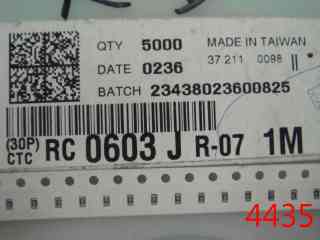 QTY 5000 MADE IN TAIWAN
DATE 0236 37 211 0098 || *
BATCH 23438023600825
(30P) CTC RC 0603 J R-07 1M
4435